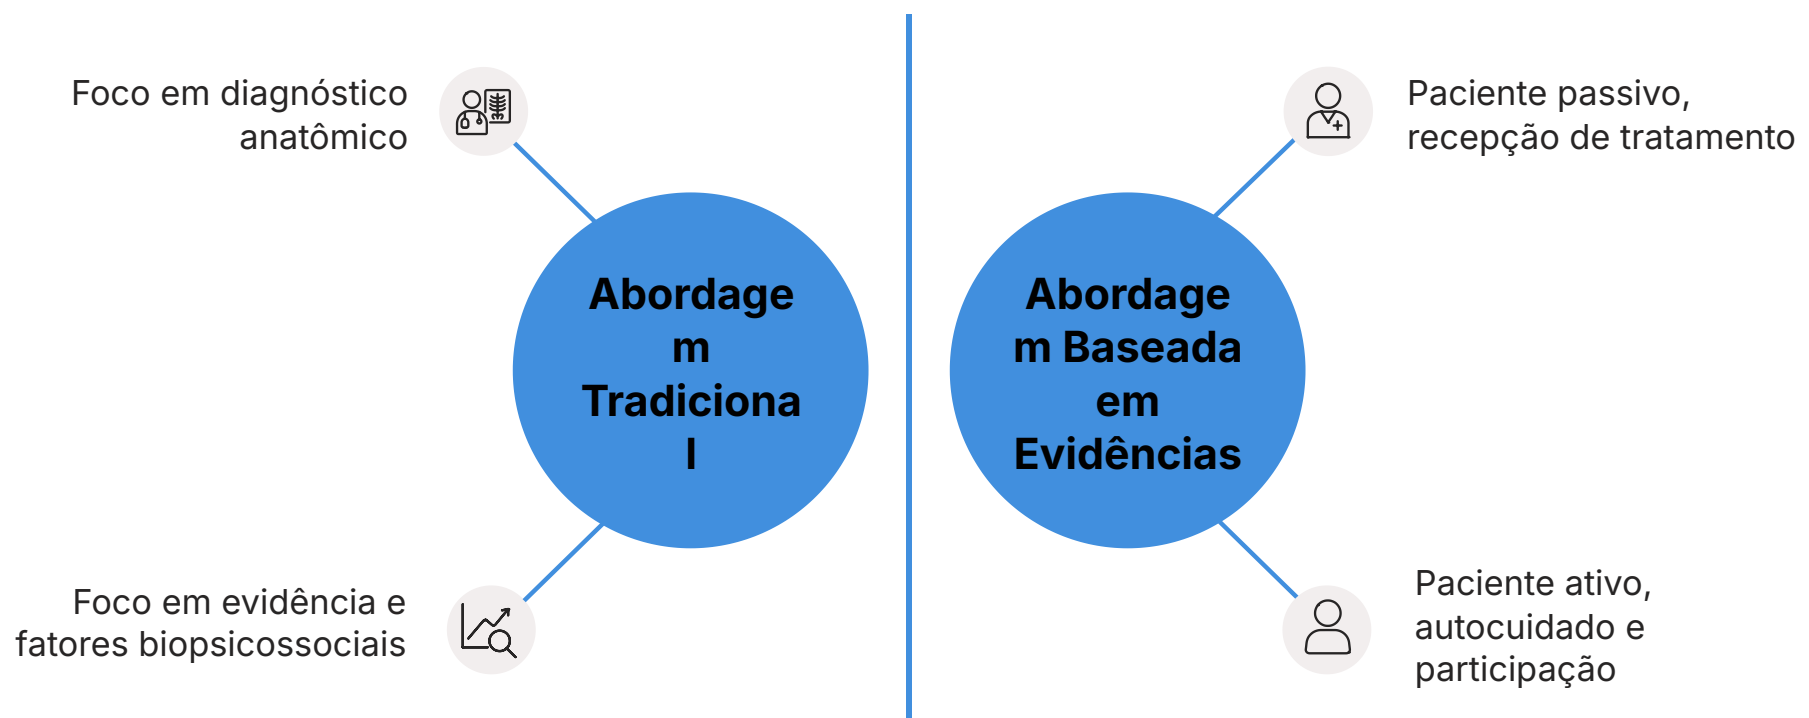 Foco em diagnóstico
anatômico
Abordage
m
Tradiciona
l
Foco em evidência e
fatores biopsicossociais
Paciente passivo,
recepção de tratamento
Abordage
m Baseada
em
Evidências
Paciente ativo,
autocuidado e
participação